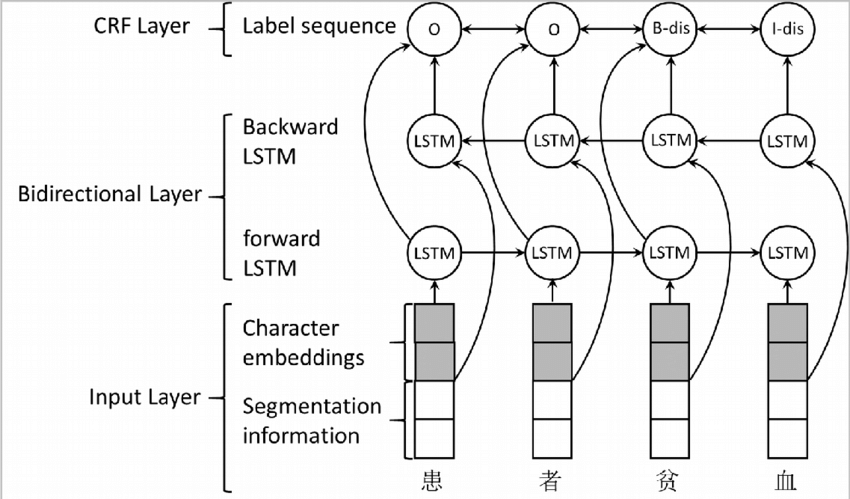 CRF Layer
Label sequence
O
O
B-dis
I-dis
Bidirectional Layer
Backward
LSTM
LSTM
LSTM
LSTM
LSTM
forward
LSTM
LSTM
LSTM
LSTM
LSTM
Input Layer
Character
embeddings
Segmentation
information
患
者
贫
血